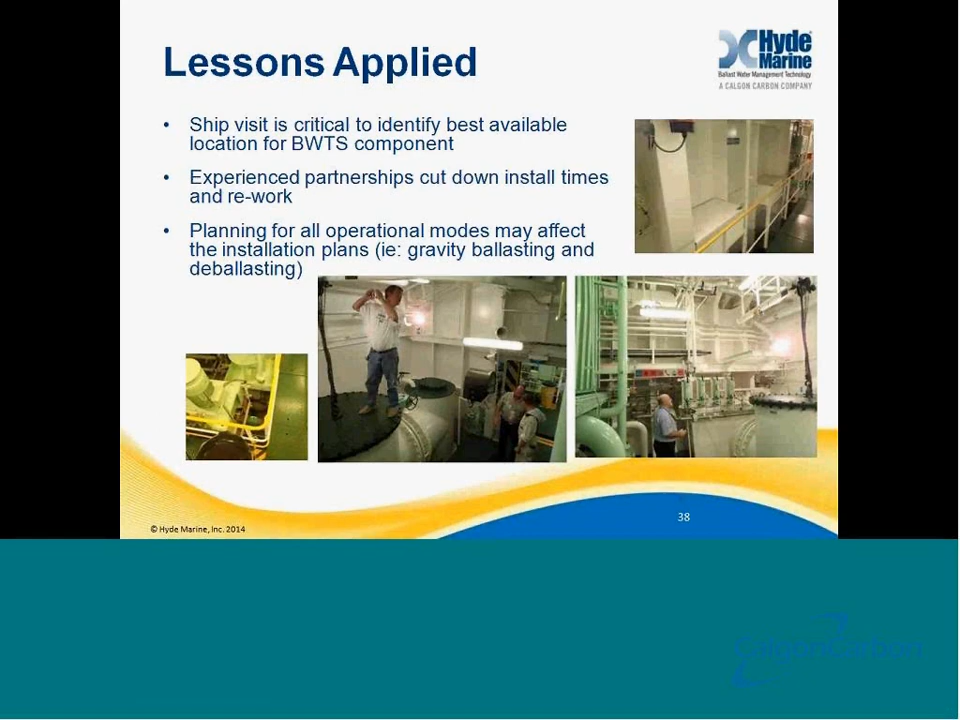 Lessons Applied
Hyde
Marine
Ballast Water Management Technology
A CALGON CARBON COMPANY
• Ship visit is critical to identify best available
location for BWTS component
• Experienced partnerships cut down install times
and re-work
• Planning for all operational modes may affect
the installation plans (ie: gravity ballasting and
deballasting)
38
© Hyde Marine, Inc. 2014
CalgonCarbon